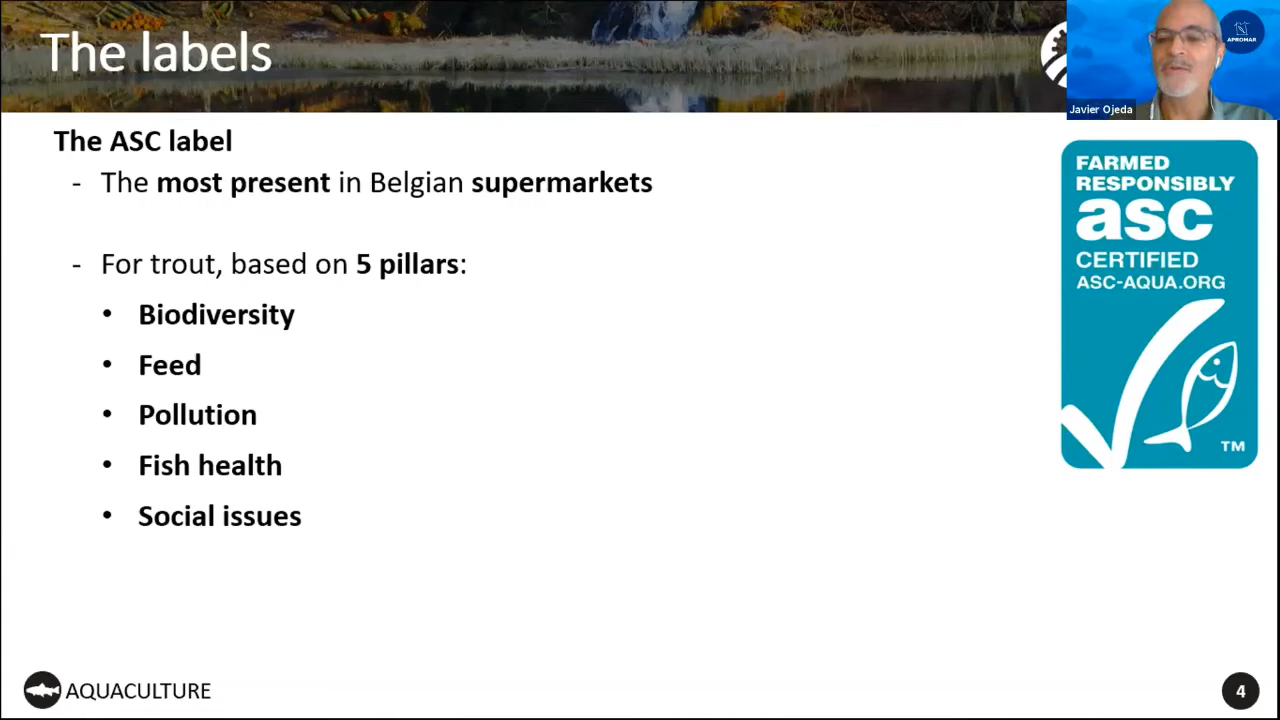 The labels
APROMAR
Javier Ojeda
The ASC label
- The most present in Belgian supermarkets
- For trout, based on 5 pillars:
• Biodiversity
• Feed
• Pollution
• Fish health
• Social issues
FARMED
RESPONSIBLY
asc
CERTIFIED
ASC-AQUA.ORG
TM
AQUACULTURE
4